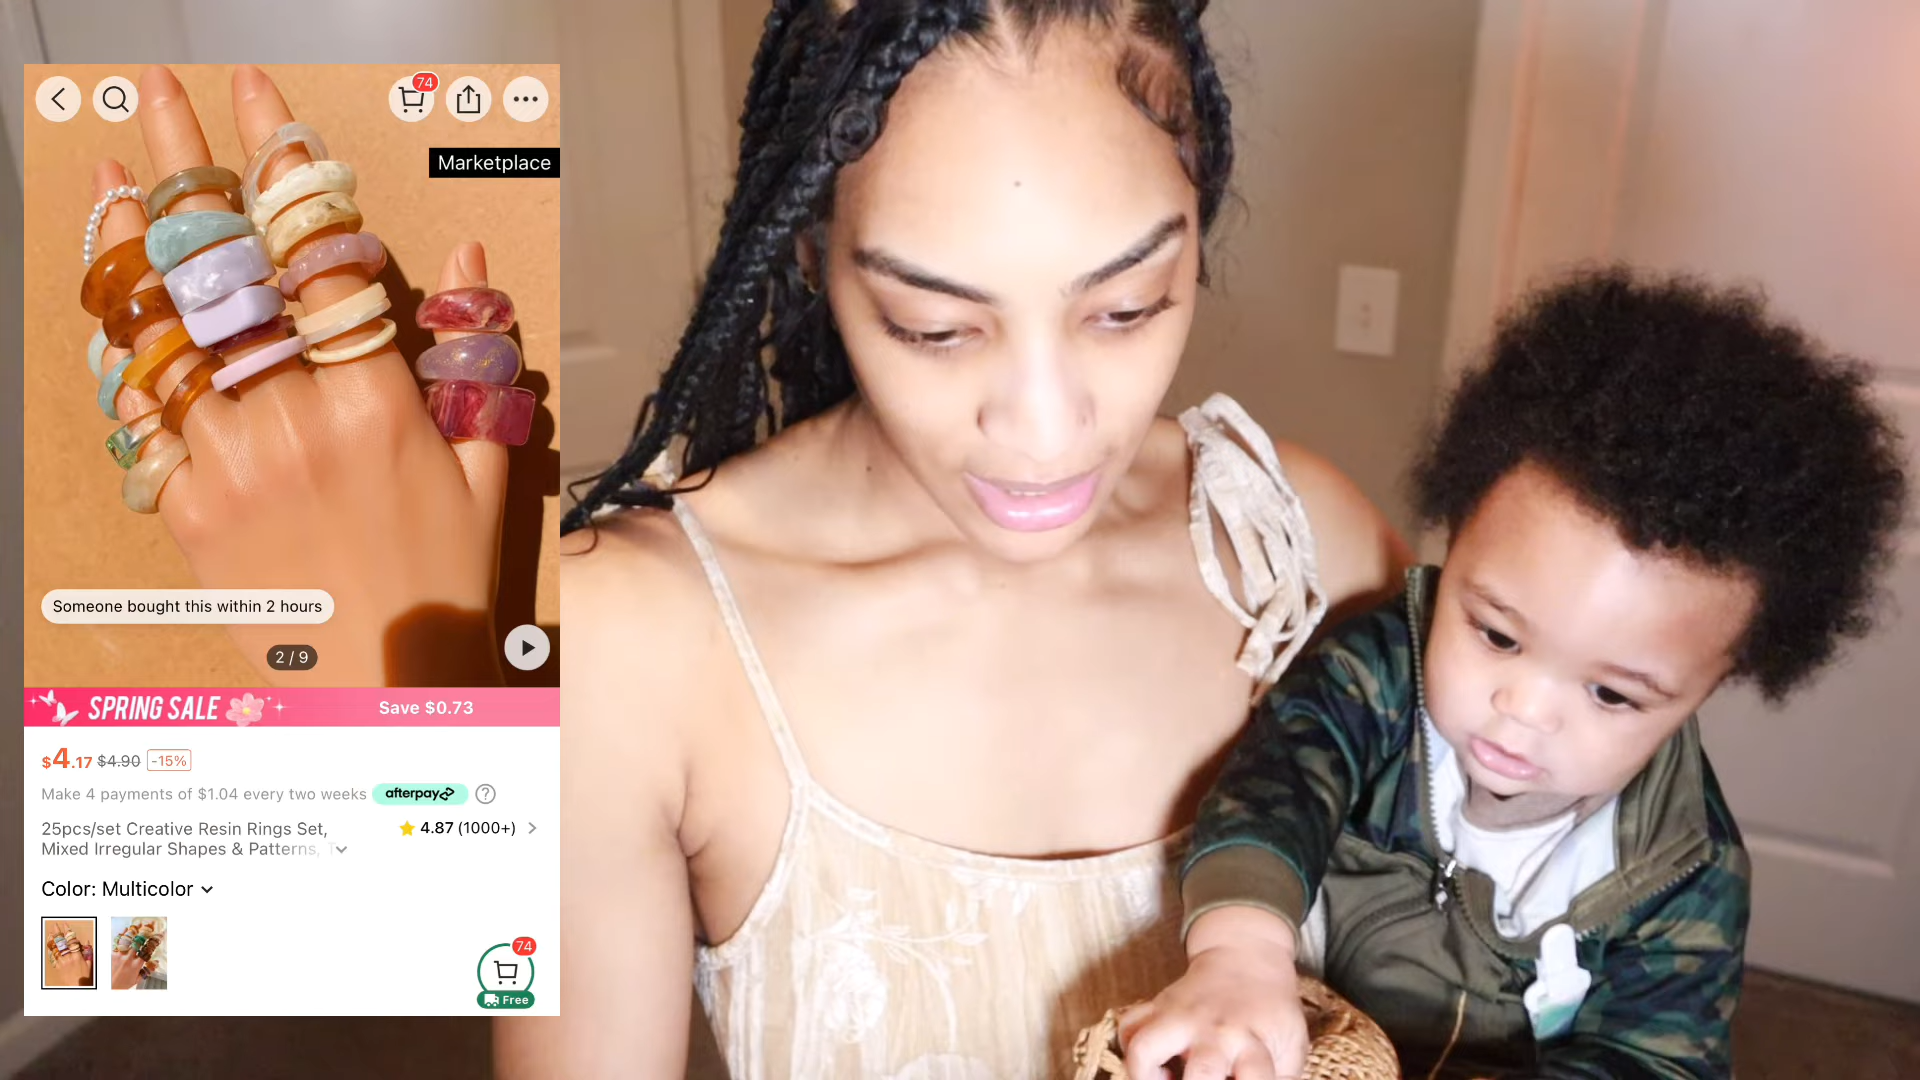 74
Marketplace
Someone bought this within 2 hours
2 / 9
SPRING SALE
Save $0.73
$4.17 $4.90 -15%
Make 4 payments of $1.04 every two weeks afterpay ?
25pcs/set Creative Resin Rings Set,
4.87 (1000+)
Mixed Irregular Shapes & Patterns,
Color: Multicolor
74
Free